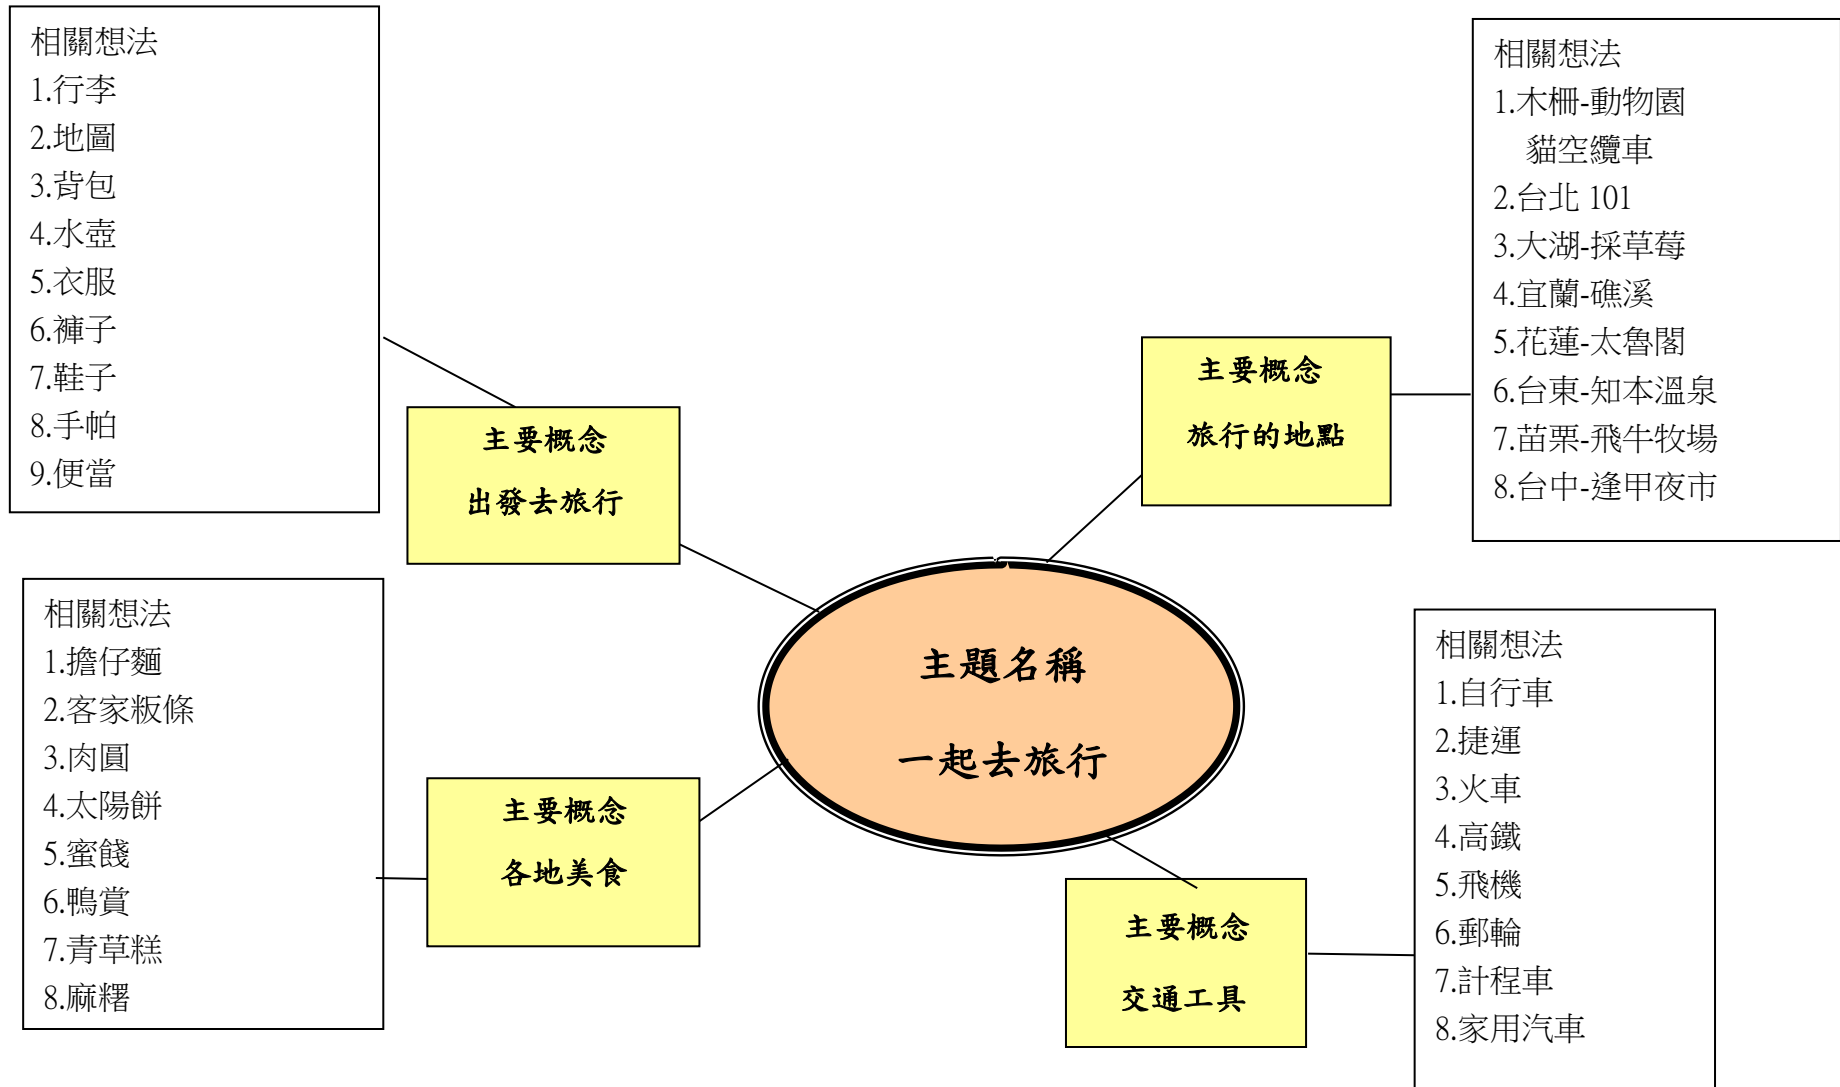 相關想法
1.行李
2.地圖
3.背包
4.水壺
5.衣服
6.褲子
7.鞋子
8.手帕
9.便當
主要概念
出發去旅行
相關想法
1.木柵-動物園
貓空纜車
2.台北 101
3.大湖-採草莓
4.宜蘭-礁溪
5.花蓮-太魯閣
6.台東-知本溫泉
7.苗栗-飛牛牧場
8.台中-逢甲夜市
主要概念
旅行的地點
主題名稱
一起去旅行
相關想法
1.擔仔麵
2.客家粄條
3.肉圓
4.太陽餅
5.蜜餞
6.鴨賞
7.青草糕
8.麻糬
主要概念
各地美食
主要概念
交通工具
相關想法
1.自行車
2.捷運
3.火車
4.高鐵
5.飛機
6.郵輪
7.計程車
8.家用汽車